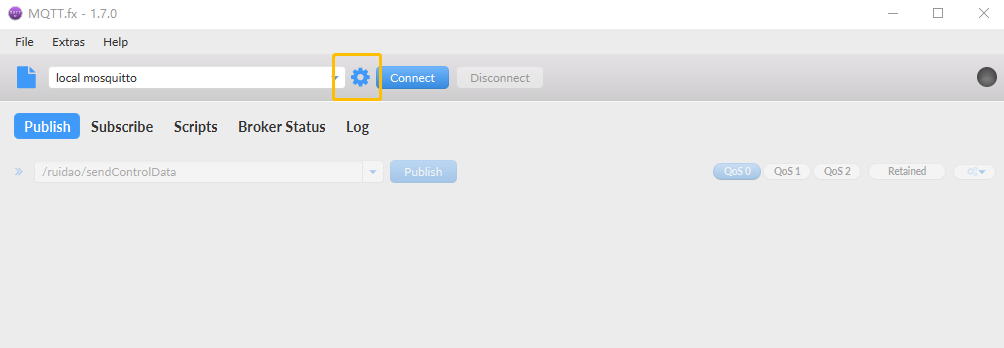 MQTT.fx - 1.7.0
File Extras Help
local mosquitto Connect Disconnect
Publish Subscribe Scripts Broker Status Log
/ruidao/sendControlData Publish QoS 0 QoS 1 QoS 2 Retained